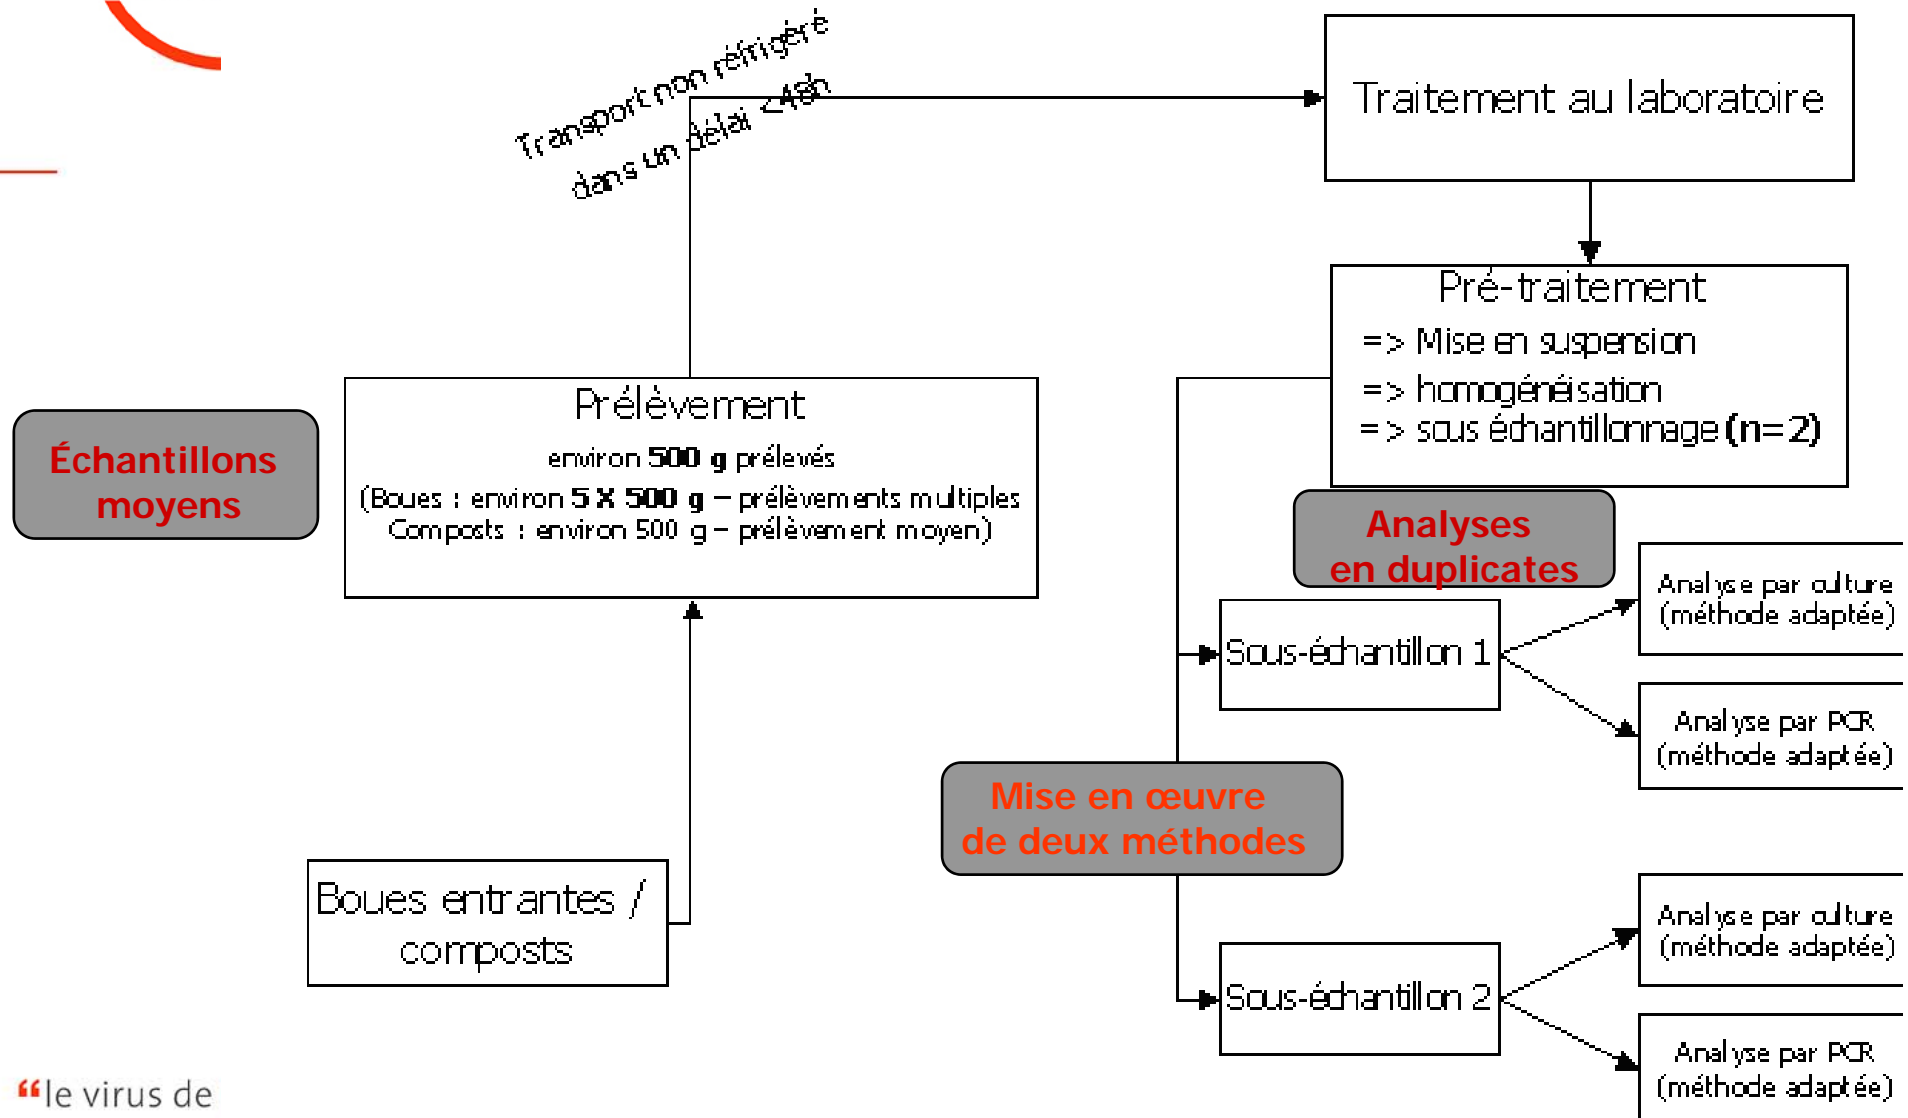 Transport non réfrigéré
dans un délai <48h
Traitement au laboratoire
Pré-traitement
=> Mise en suspension
=> homogénéisation
=> sous échantillonnage (n=2)
Prélèvement
environ 500 g prélevés
(Boues : environ 5 X 500 g – prélèvements multiples
Composts : environ 500 g – prélèvement moyen)
Échantillons
moyens
Analyses
en duplicates
Analyse par culture
(méthode adaptée)
Sous-échantillon 1
Analyse par PCR
(méthode adaptée)
Mise en œuvre
de deux méthodes
Boues entrantes /
composts
Analyse par culture
(méthode adaptée)
Sous-échantillon 2
Analyse par PCR
(méthode adaptée)
“le virus de